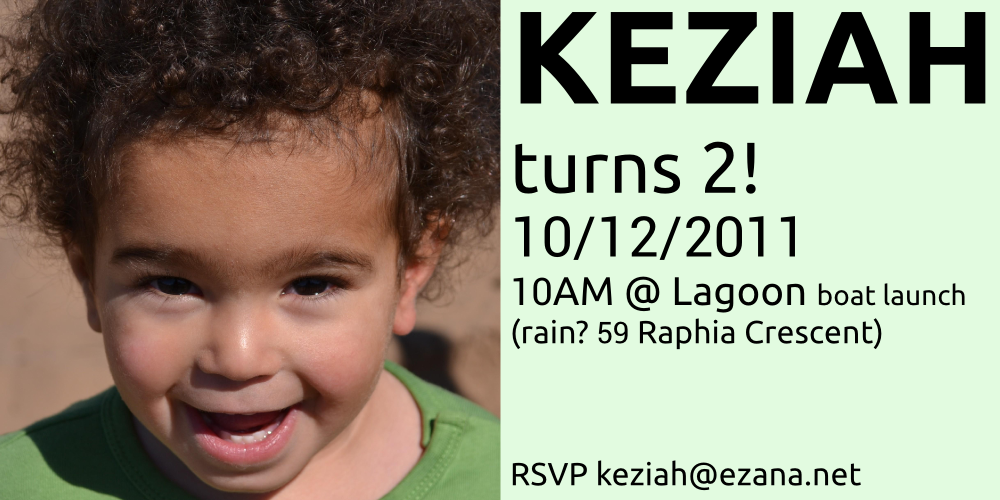 KEZIAH
turns 2!
10/12/2011
10AM @ Lagoon boat launch
(rain? 59 Raphia Crescent)
RSVP keziah@ezana.net